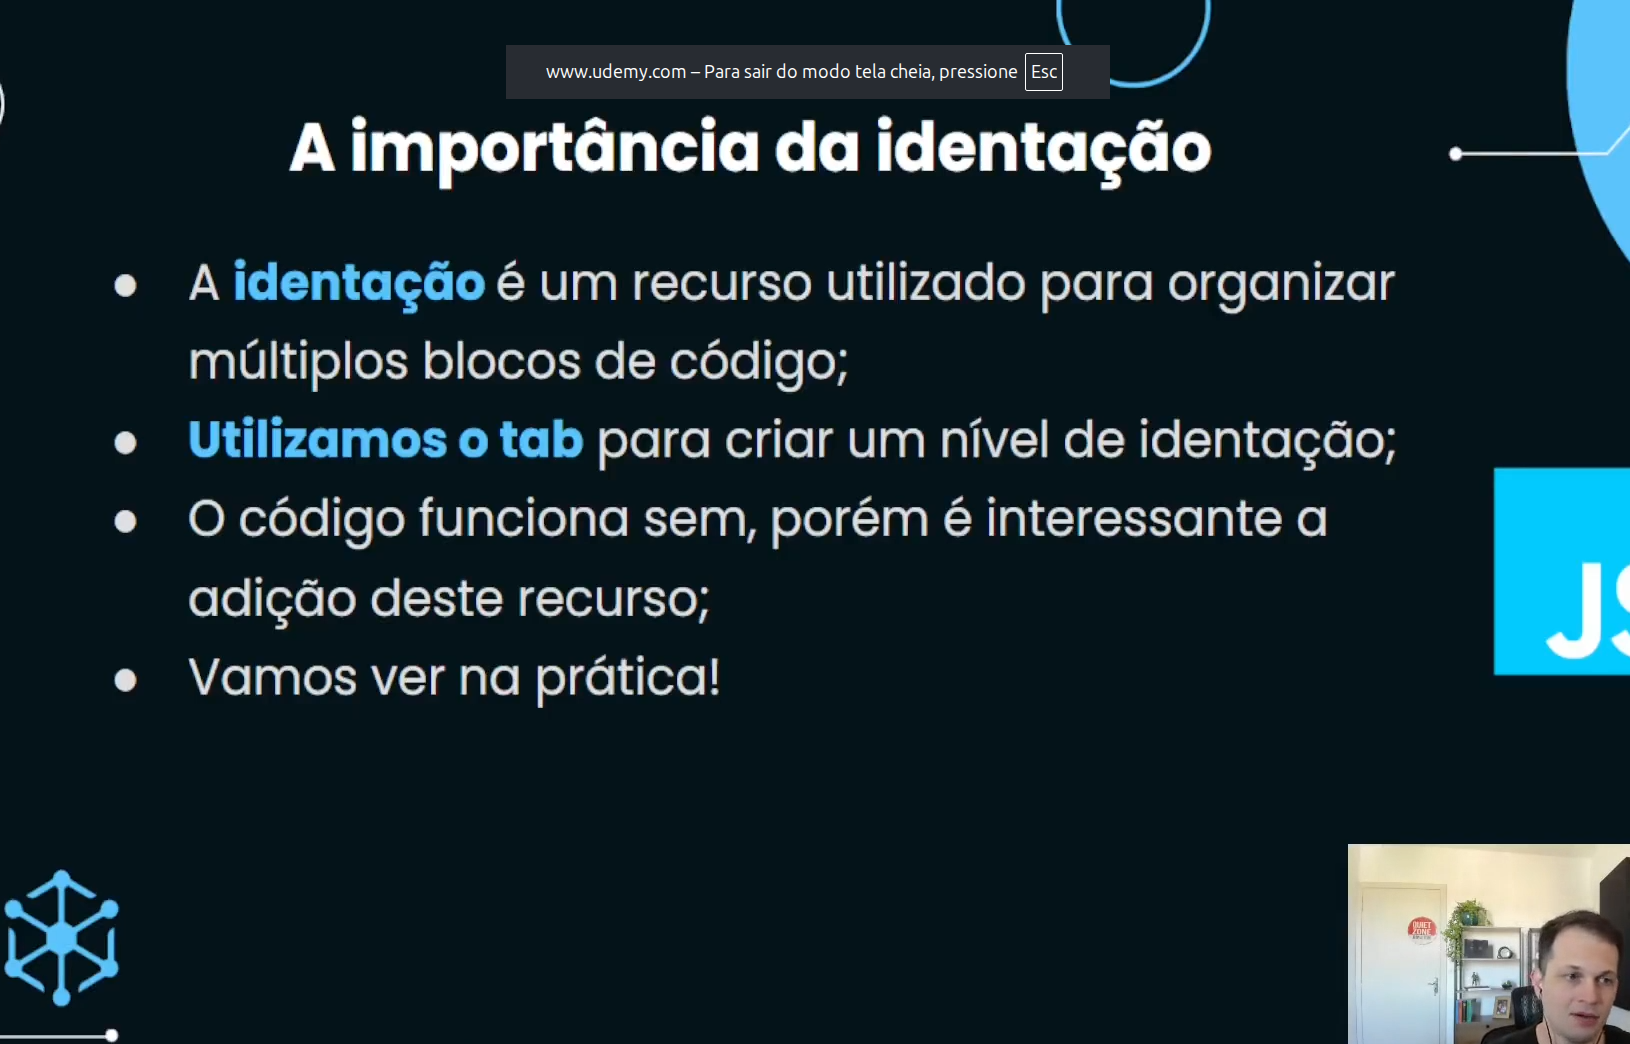 www.udemy.com – Para sair do modo tela cheia, pressione Esc
A importância da identação
● A identação é um recurso utilizado para organizar
múltiplos blocos de código;
● Utilizamos o tab para criar um nível de identação;
● O código funciona sem, porém é interessante a
adição deste recurso;
● Vamos ver na prática!
JS
QUIET
ZONE